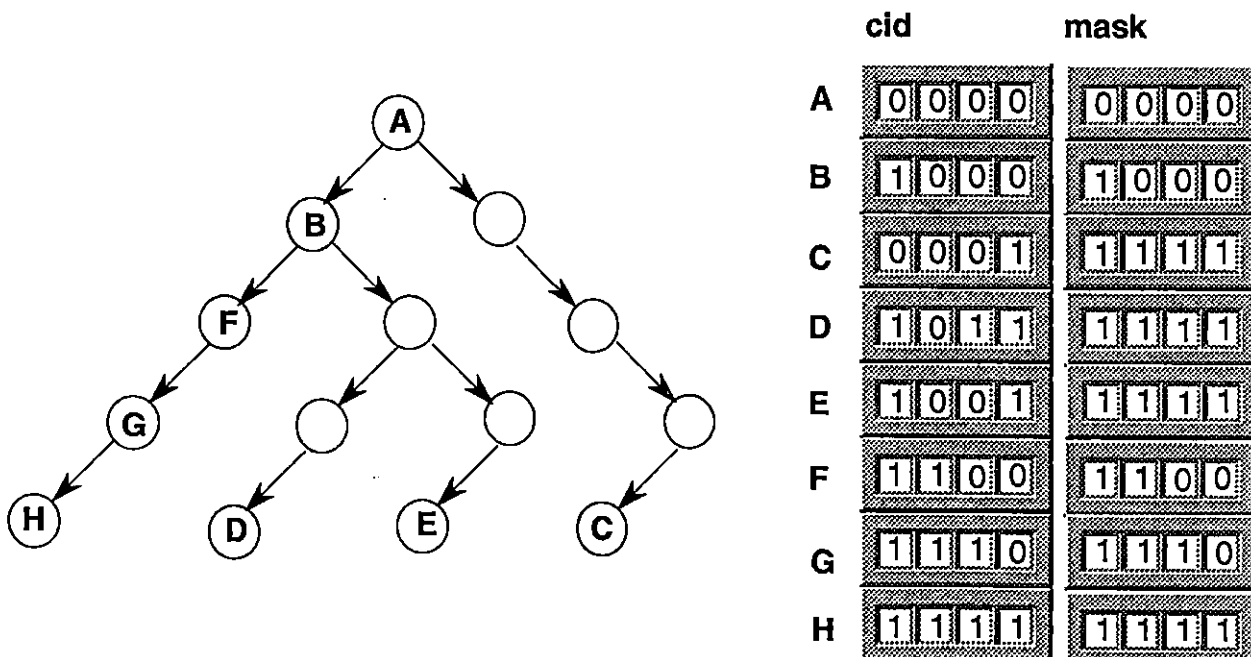 cid mask
A 0 0 0 0 0 0 0 0
B 1 0 0 0 1 0 0 0
C 0 0 0 1 1 1 1 1
D 1 0 1 1 1 1 1 1
E 1 0 0 1 1 1 1 1
F 1 1 0 0 1 1 0 0
G 1 1 1 0 1 1 1 0
H 1 1 1 1 1 1 1 1
A
B
F
G
H
D
E
C